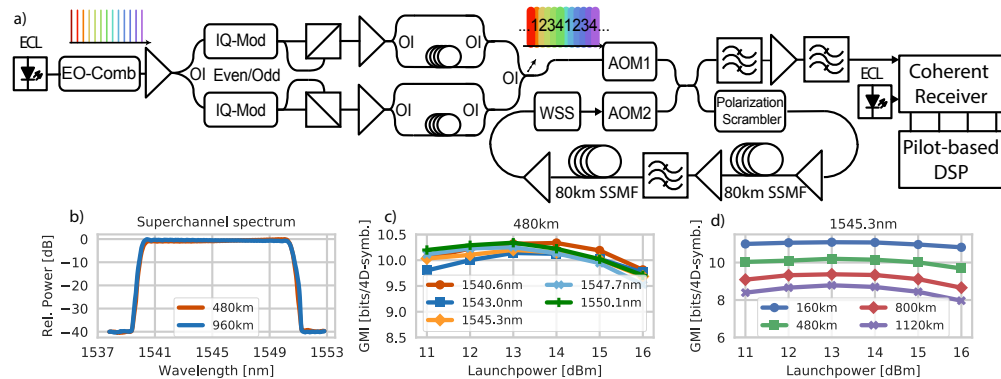 a)
ECL
EO-Comb
OI
IQ-Mod
Even/Odd
IQ-Mod
OI
OI
OI
OI
...12341234...
OI
AOM1
WSS
AOM2
Polarization
Scrambler
80km SSMF
80km SSMF
ECL
Coherent
Receiver
Pilot-based
DSP
b)
Superchannel spectrum
Rel. Power [dB]
0
−10
−20
−30
−40
480km
960km
1537
1541
1545
1549
1553
Wavelength [nm]
c)
480km
GMI [bits/4D-symb.]
10.5
10.0
9.5
9.0
8.5
1540.6nm
1543.0nm
1545.3nm
1547.7nm
1550.1nm
11
12
13
14
15
16
Launchpower [dBm]
d)
1545.3nm
GMI [bits/4D-symb.]
10
8
6
160km
480km
800km
1120km
11
12
13
14
15
16
Launchpower [dBm]